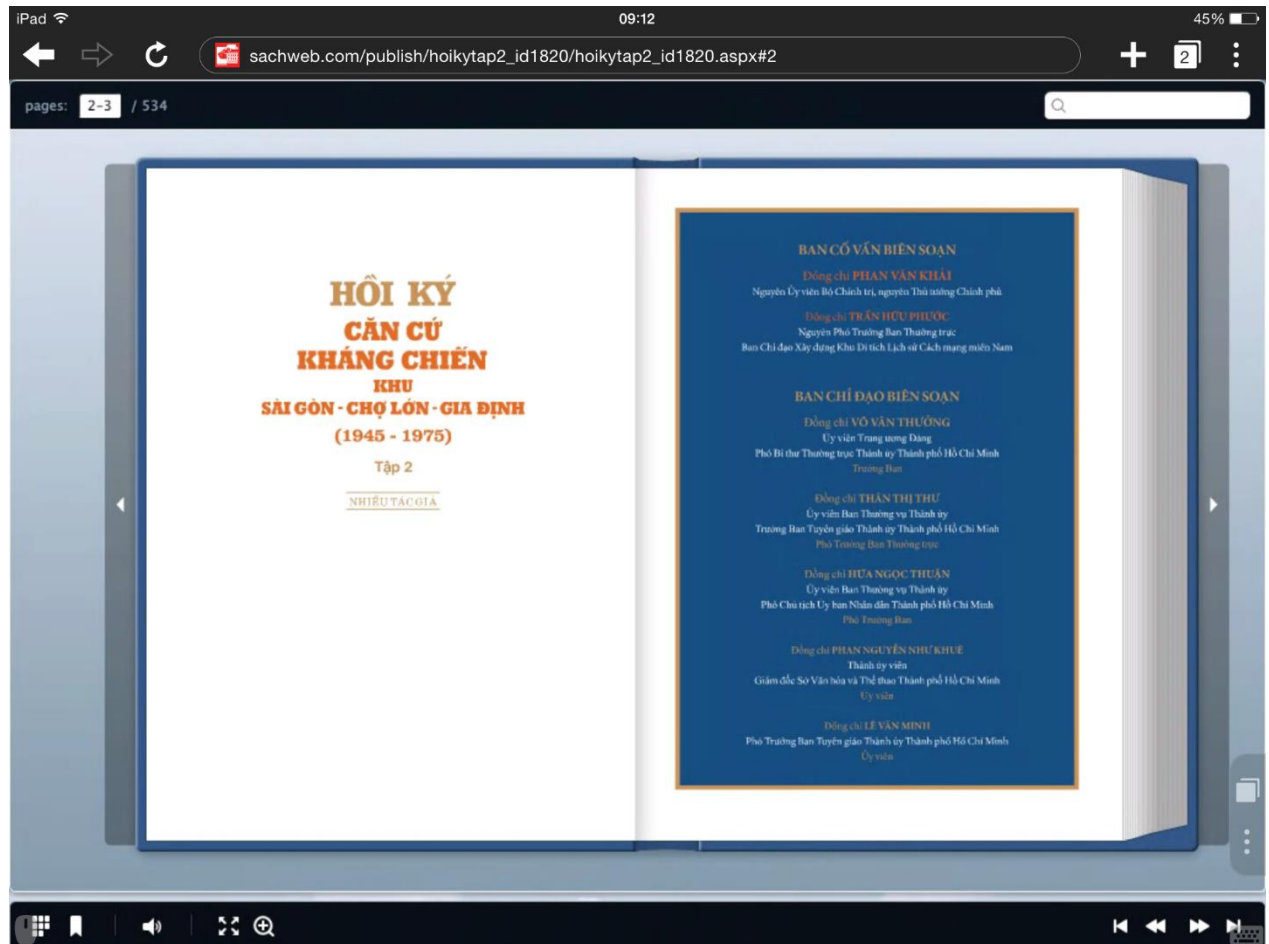 iPad
09:12
45%
sachweb.com/publish/hoikytap2_id1820/hoikytap2_id1820.aspx#2
2
pages: 2-3 / 534
HỒI KÝ
CĂN CỨ
KHÁNG CHIẾN
KHU
SÀI GÒN - CHỢ LỚN - GIA ĐỊNH
(1945 - 1975)
Tập 2
NHIỀU TÁC GIẢ
BAN CỐ VẤN BIÊN SOẠN
Đồng chí PHAN VĂN KHẢI
Nguyên Ủy viên Bộ Chính trị, nguyên Thủ tướng Chính phủ
Đồng chí TRẦN HỮU PHƯỚC
Nguyên Phó Trưởng Ban Thường trực
Ban Chỉ đạo Xây dựng Khu Di tích Lịch sử Cách mạng miền Nam
BAN CHỈ ĐẠO BIÊN SOẠN
Đồng chí VÕ VĂN THƯỞNG
Ủy viên Trung ương Đảng
Phó Bí thư Thường trực Thành ủy Thành phố Hồ Chí Minh
Trưởng Ban
Đồng chí THÂN THỊ THƯ
Ủy viên Ban Thường vụ Thành ủy
Trưởng Ban Tuyên giáo Thành ủy Thành phố Hồ Chí Minh
Phó Trưởng Ban Thường trực
Đồng chí HỨA NGỌC THUẬN
Ủy viên Ban Thường vụ Thành ủy
Phó Chủ tịch Ủy ban Nhân dân Thành phố Hồ Chí Minh
Phó Trưởng Ban
Đồng chí PHAN NGUYỄN NHƯ KHUÊ
Thành ủy viên
Giám đốc Sở Văn hóa và Thể thao Thành phố Hồ Chí Minh
Ủy viên
Đồng chí LÊ VĂN MINH
Phó Trưởng Ban Tuyên giáo Thành ủy Thành phố Hồ Chí Minh
Ủy viên